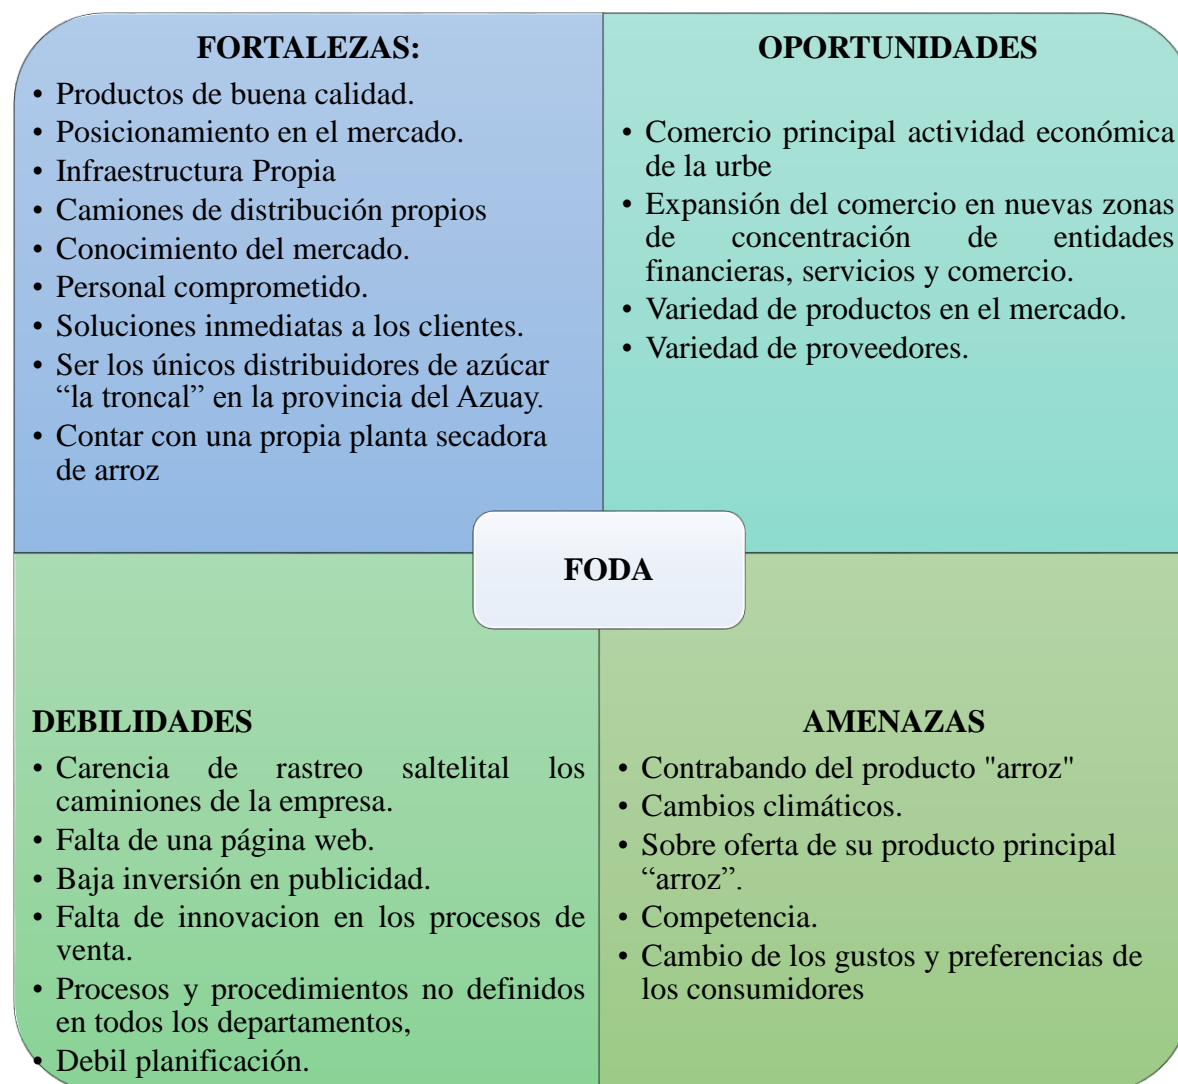 FORTALEZAS:
• Productos de buena calidad.
• Posicionamiento en el mercado.
• Infraestructura Propia
• Camiones de distribución propios
• Conocimiento del mercado.
• Personal comprometido.
• Soluciones inmediatas a los clientes.
• Ser los únicos distribuidores de azúcar
“la troncal” en la provincia del Azuay.
• Contar con una propia planta secadora
de arroz
OPORTUNIDADES
• Comercio principal actividad económica
de la urbe
• Expansión del comercio en nuevas zonas
de concentración de entidades
financieras, servicios y comercio.
• Variedad de productos en el mercado.
• Variedad de proveedores.
FODA
DEBILIDADES
• Carencia de rastreo saltelital los
caminiones de la empresa.
• Falta de una página web.
• Baja inversión en publicidad.
• Falta de innovacion en los procesos de
venta.
• Procesos y procedimientos no definidos
en todos los departamentos,
• Debil planificación.
AMENAZAS
• Contrabando del producto "arroz"
• Cambios climáticos.
• Sobre oferta de su producto principal
“arroz”.
• Competencia.
• Cambio de los gustos y preferencias de
los consumidores